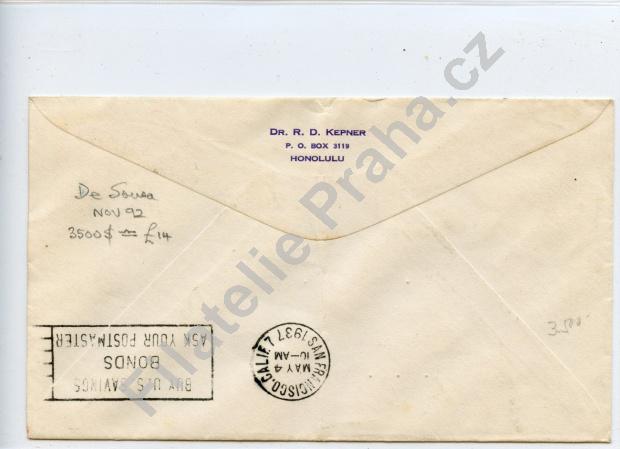 DR. R. D. KEPNER
P. O. BOX 3119
HONOLULU
De Sousa
NOV 92
3500$ = £14
SAN FRANCISCO, CALIF. 7
MAY 4
10-AM
1937
BUY U.S. SAVINGS
BONDS
ASK YOUR POSTMASTER
Filatelie Praha.cz